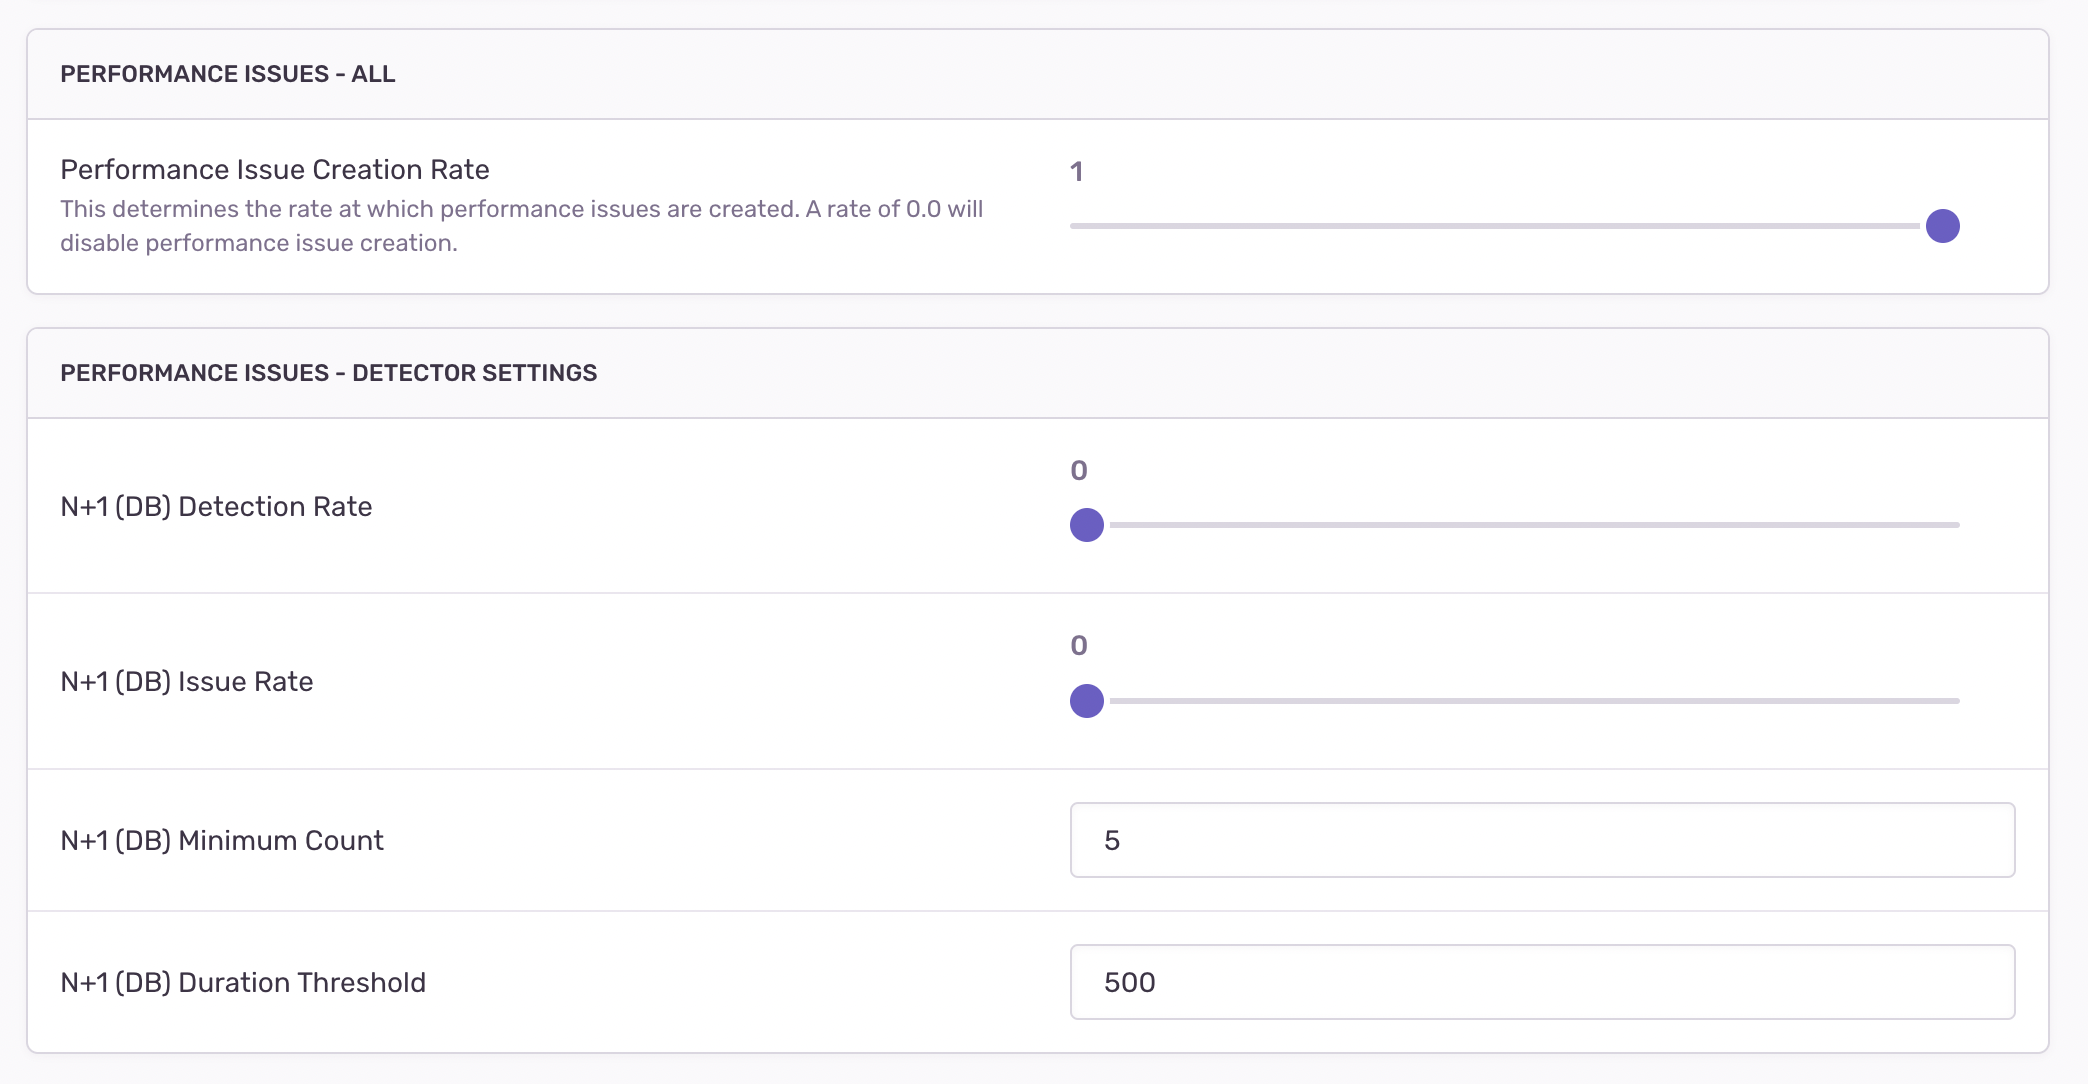 PERFORMANCE ISSUES - ALL
Performance Issue Creation Rate
This determines the rate at which performance issues are created. A rate of 0.0 will
disable performance issue creation.
1
PERFORMANCE ISSUES - DETECTOR SETTINGS
N+1 (DB) Detection Rate
0
N+1 (DB) Issue Rate
0
N+1 (DB) Minimum Count
5
N+1 (DB) Duration Threshold
500